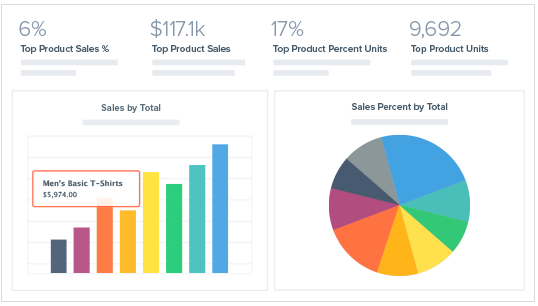 6%
Top Product Sales %
$117.1k
Top Product Sales
17%
Top Product Percent Units
9,692
Top Product Units
Sales by Total
Men's Basic T-Shirts
$5,974.00
Sales Percent by Total